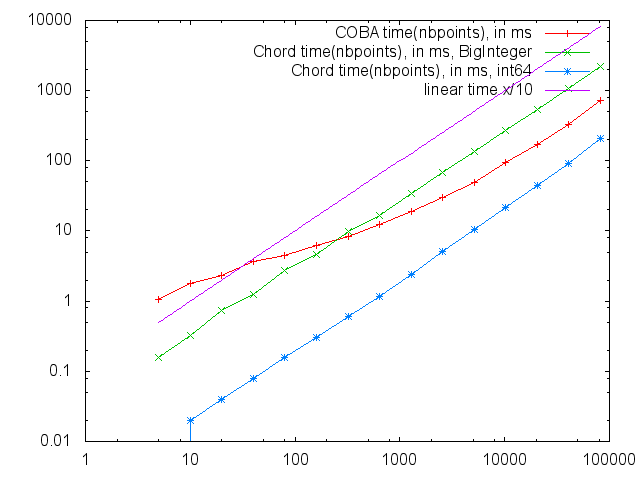 10000
1000
100
10
1
0.1
0.01
COBA time(nbpoints), in ms
Chord time(nbpoints), in ms, BigInteger
Chord time(nbpoints), in ms, int64
linear time x/10
1 10 100 1000 10000 100000